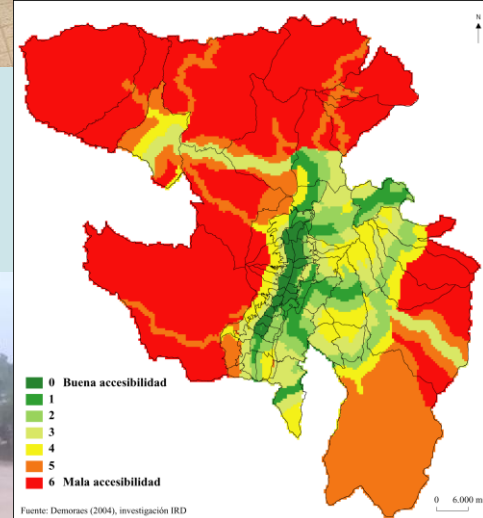 N
0 Buena accesibilidad
1
2
3
4
5
6 Mala accesibilidad
0 6.000 m
Fuente: Demoraes (2004), investigación IRD